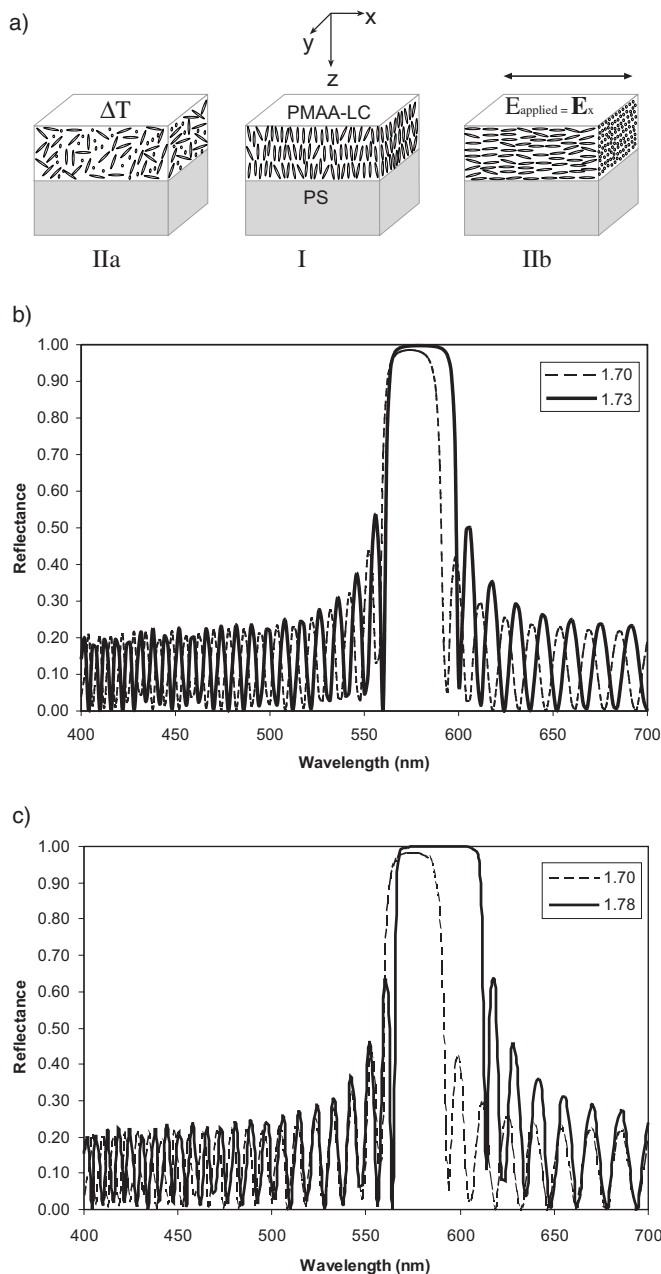 a)
x
y
z
ΔT
PMAA-LC
E applied = E x
PS
IIa
I
IIb
b)
1.00
0.90
0.80
0.70
0.60
0.50
0.40
0.30
0.20
0.10
0.00
Reflectance
1.70
1.73
400 450 500 550 600 650 700
Wavelength (nm)
c)
1.00
0.90
0.80
0.70
0.60
0.50
0.40
0.30
0.20
0.10
0.00
Reflectance
1.70
1.78
400 450 500 550 600 650 700
Wavelength (nm)